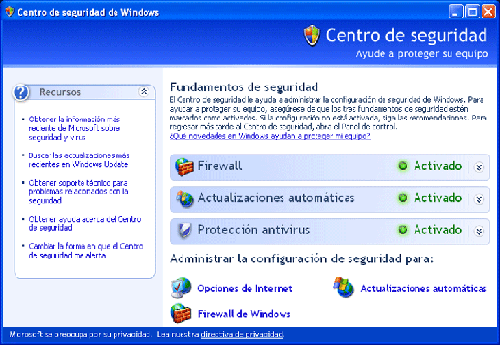 Centro de seguridad de Windows
Centro de seguridad
Ayude a proteger su equipo
Recursos
Obtener la información más
reciente de Microsoft sobre
seguridad y virus
Buscar las actualizaciones más
recientes en Windows Update
Obtener soporte técnico para
problemas relacionados con la
seguridad
Obtener ayuda acerca del Centro
de seguridad
Cambiar la forma en que el Centro
de seguridad me alerta
Fundamentos de seguridad
El Centro de seguridad le ayuda a administrar la configuración de seguridad de Windows. Para
ayudar a proteger su equipo, asegúrese de que los tres fundamentos de seguridad estén
marcados como activados. Si la configuración no está activada, siga las recomendaciones. Para
regresar más tarde al Centro de seguridad, abra el Panel de control.
¿Qué novedades en Windows ayudan a proteger mi equipo?
Firewall Activado
Actualizaciones automáticas Activado
Protección antivirus Activado
Administrar la configuración de seguridad para:
Opciones de Internet Actualizaciones automáticas
Firewall de Windows
Microsoft se preocupa por su privacidad. Lea nuestra directiva de privacidad.